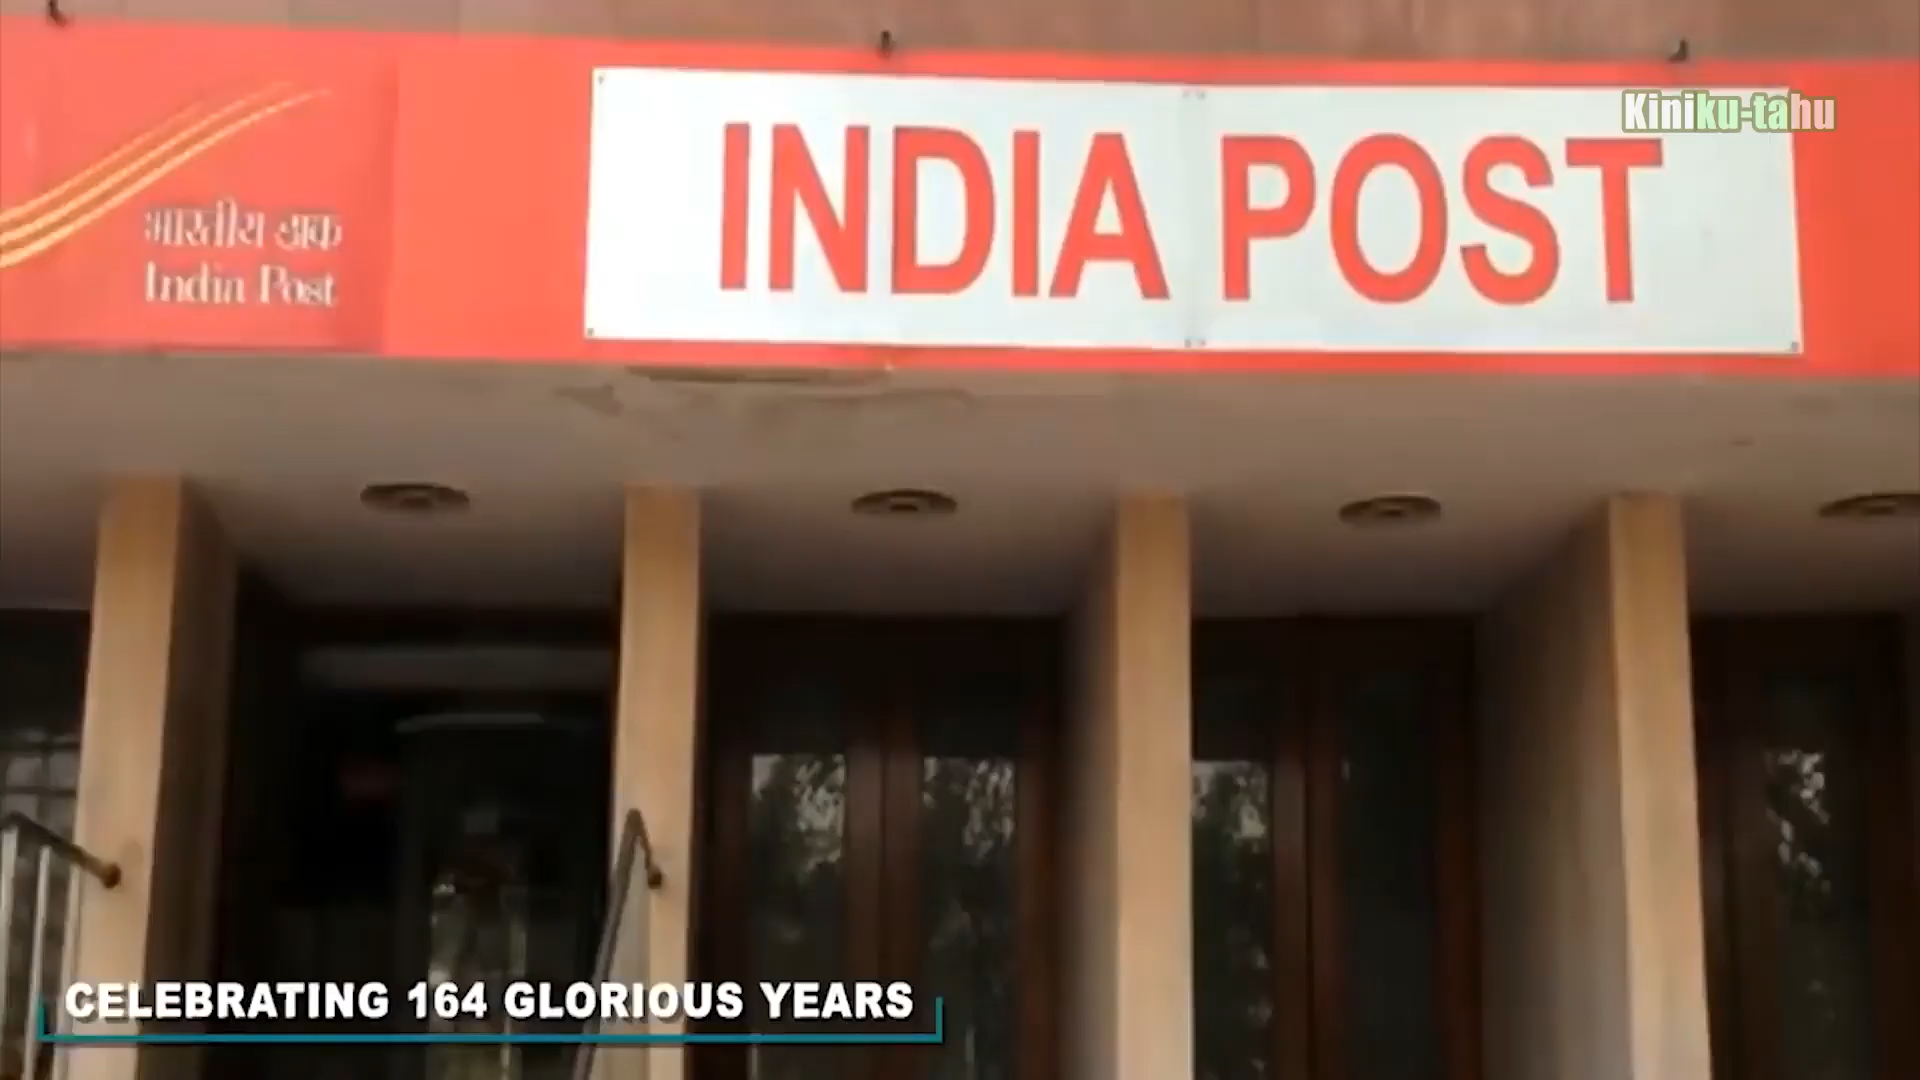 Kiniku-tahu
INDIA POST
भारतीय डाक
India Post
CELEBRATING 164 GLORIOUS YEARS